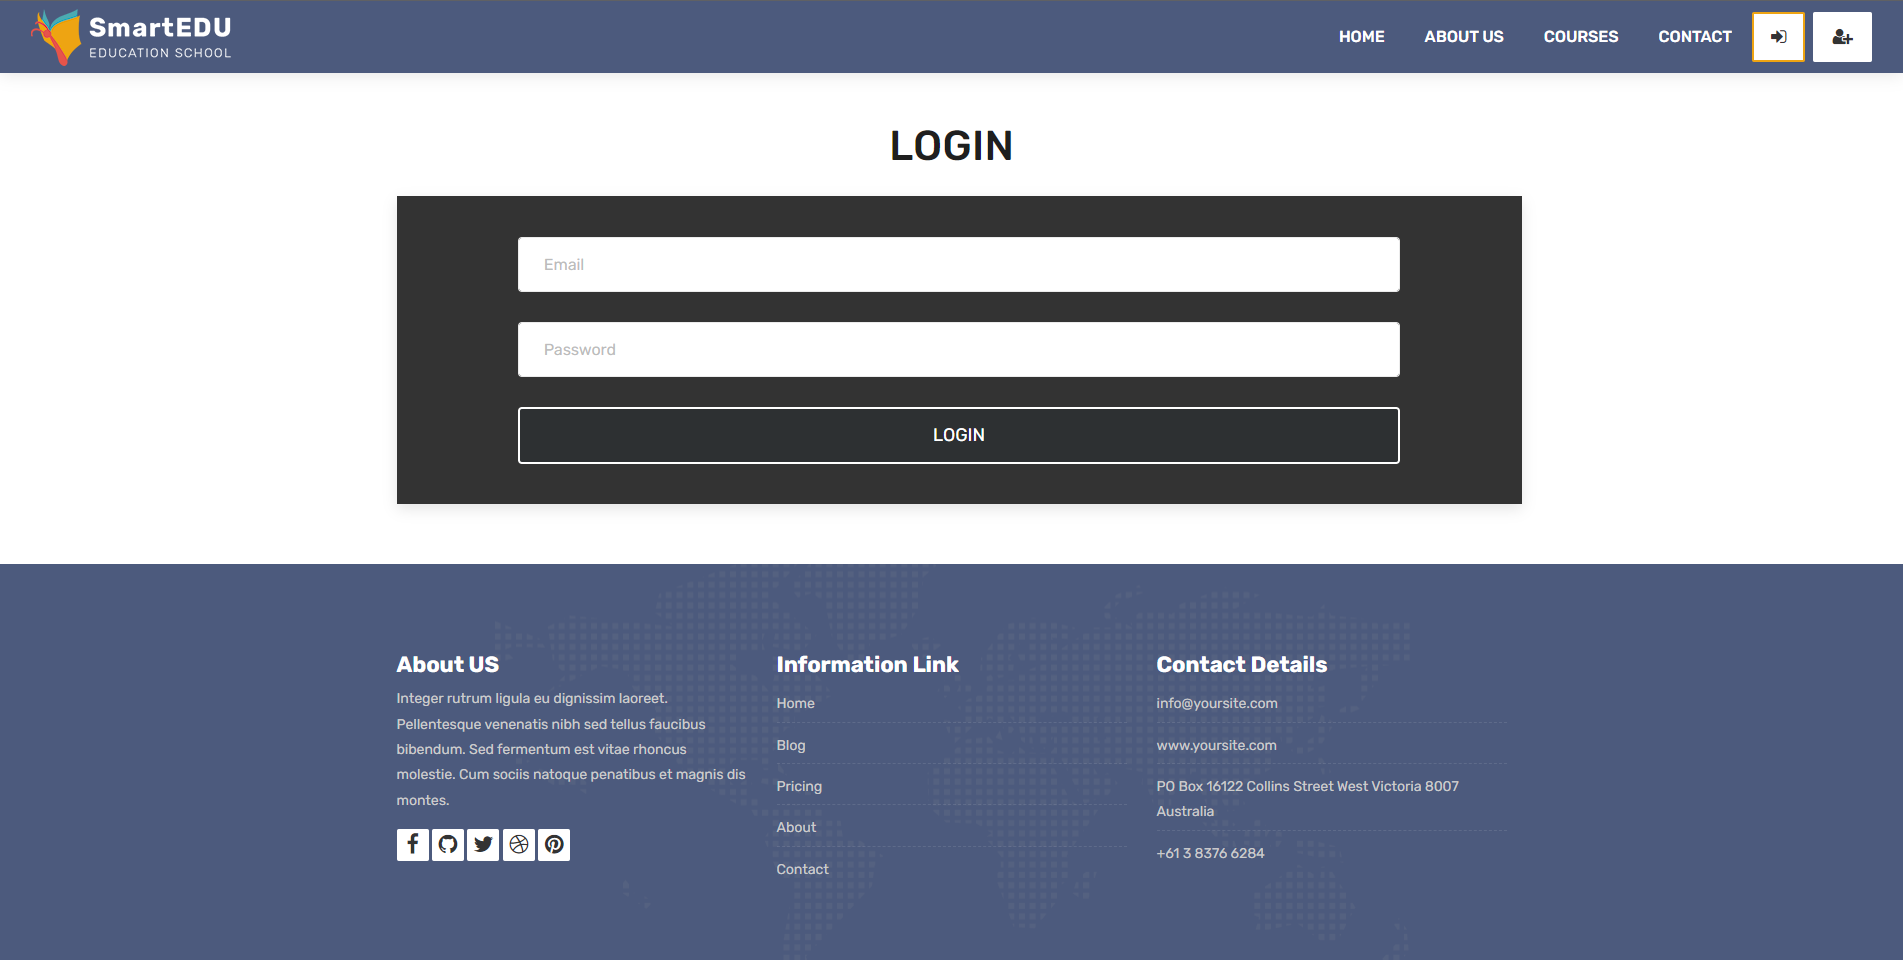 SmartEDU
EDUCATION SCHOOL
HOME ABOUT US COURSES CONTACT
LOGIN
Email
Password
LOGIN
About US
Integer rutrum ligula eu dignissim laoreet.
Pellentesque venenatis nibh sed tellus faucibus
bibendum. Sed fermentum est vitae rhoncus
molestie. Cum sociis natoque penatibus et magnis dis
montes.
Information Link
Home
Blog
Pricing
About
Contact
Contact Details
info@yoursite.com
www.yoursite.com
PO Box 16122 Collins Street West Victoria 8007
Australia
+61 3 8376 6284